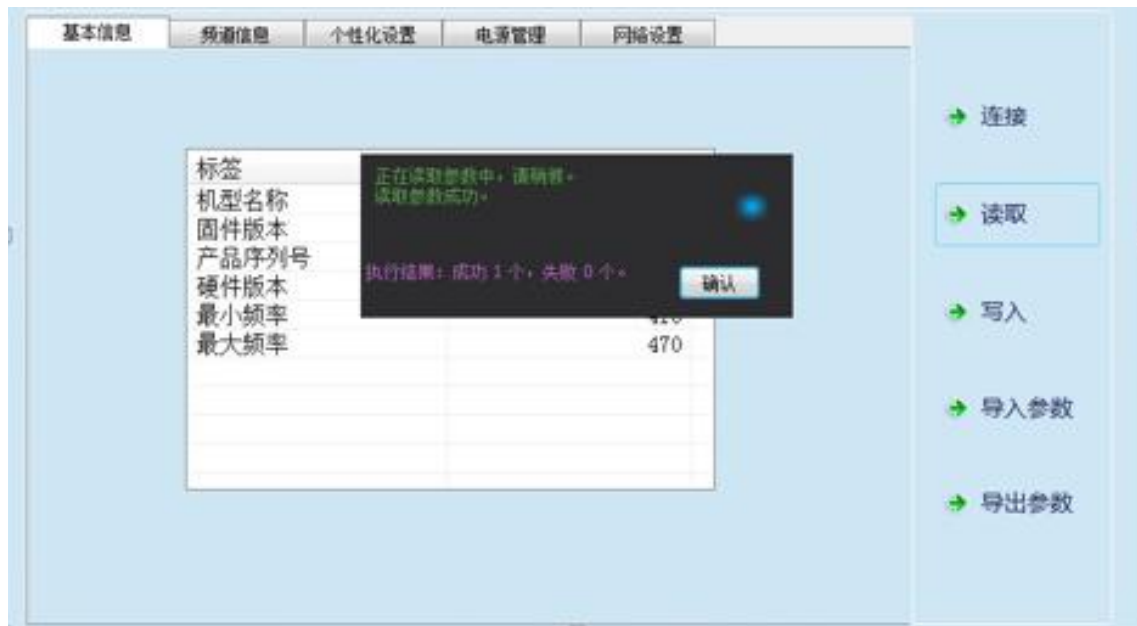 基本信息
频道信息
个性化设置
电源管理
网络设置
连接
标签
正在读取参数中，请稍候。
读取参数成功。
机型名称
读取
固件版本
产品序列号
执行结果：成功 1 个，失败 0 个。
确认
硬件版本
最小频率
写入
最大频率
470
导入参数
导出参数